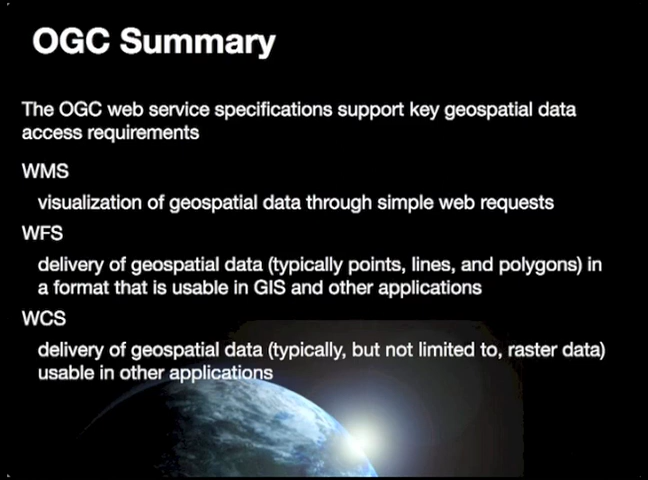 OGC Summary
The OGC web service specifications support key geospatial data
access requirements
WMS
visualization of geospatial data through simple web requests
WFS
delivery of geospatial data (typically points, lines, and polygons) in
a format that is usable in GIS and other applications
WCS
delivery of geospatial data (typically, but not limited to, raster data)
usable in other applications